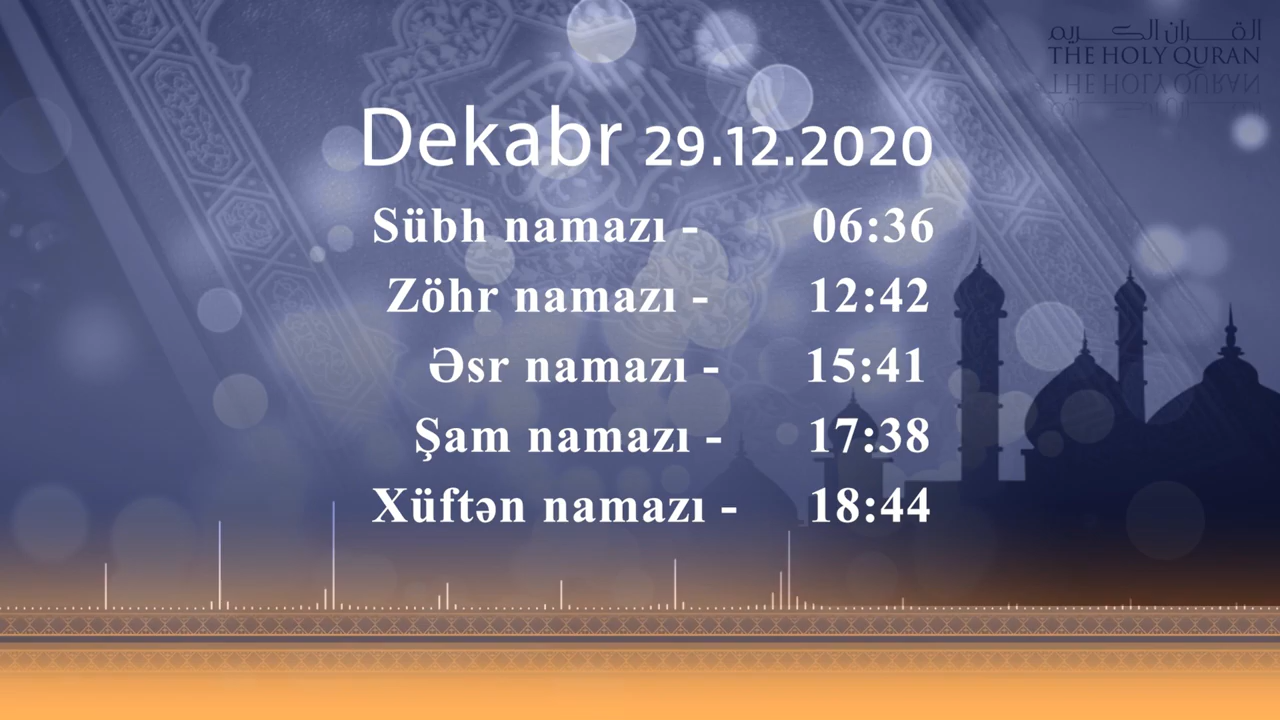 القرآن الكريم
THE HOLY QURAN
Dekabr 29.12.2020
Sübh namazı - 06:36
Zöhr namazı - 12:42
Əsr namazı - 15:41
Şam namazı - 17:38
Xüftən namazı - 18:44